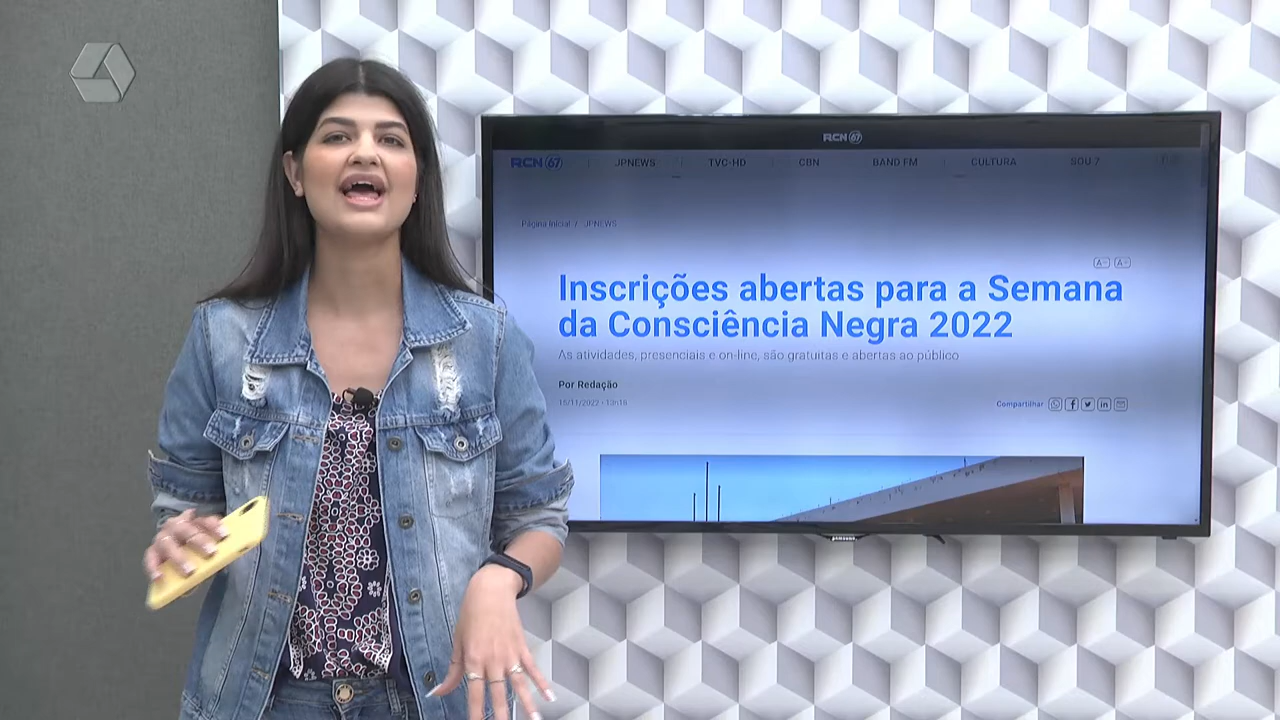 RCN 67
RCN 67 JPNEWS TVC-HD CBN BAND FM CULTURA SOU 7
Página Inicial / JPNEWS
A- A+
Inscrições abertas para a Semana
da Consciência Negra 2022
As atividades, presenciais e on-line, são gratuitas e abertas ao público
Por Redação
15/11/2022 - 13h18
Compartilhar
SAMSUNG